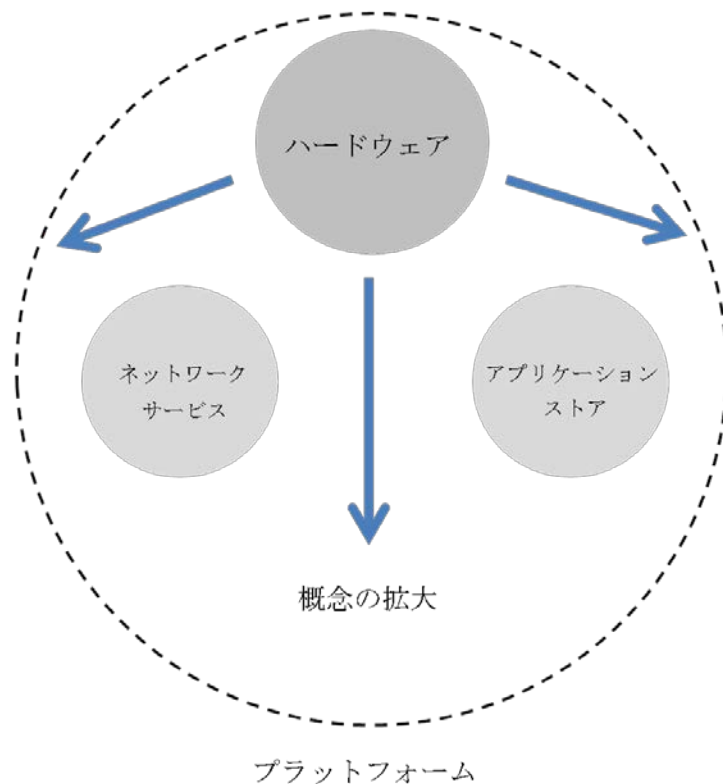 ハードウェア
ネットワーク
サービス
アプリケーション
ストア
概念の拡大
プラットフォーム